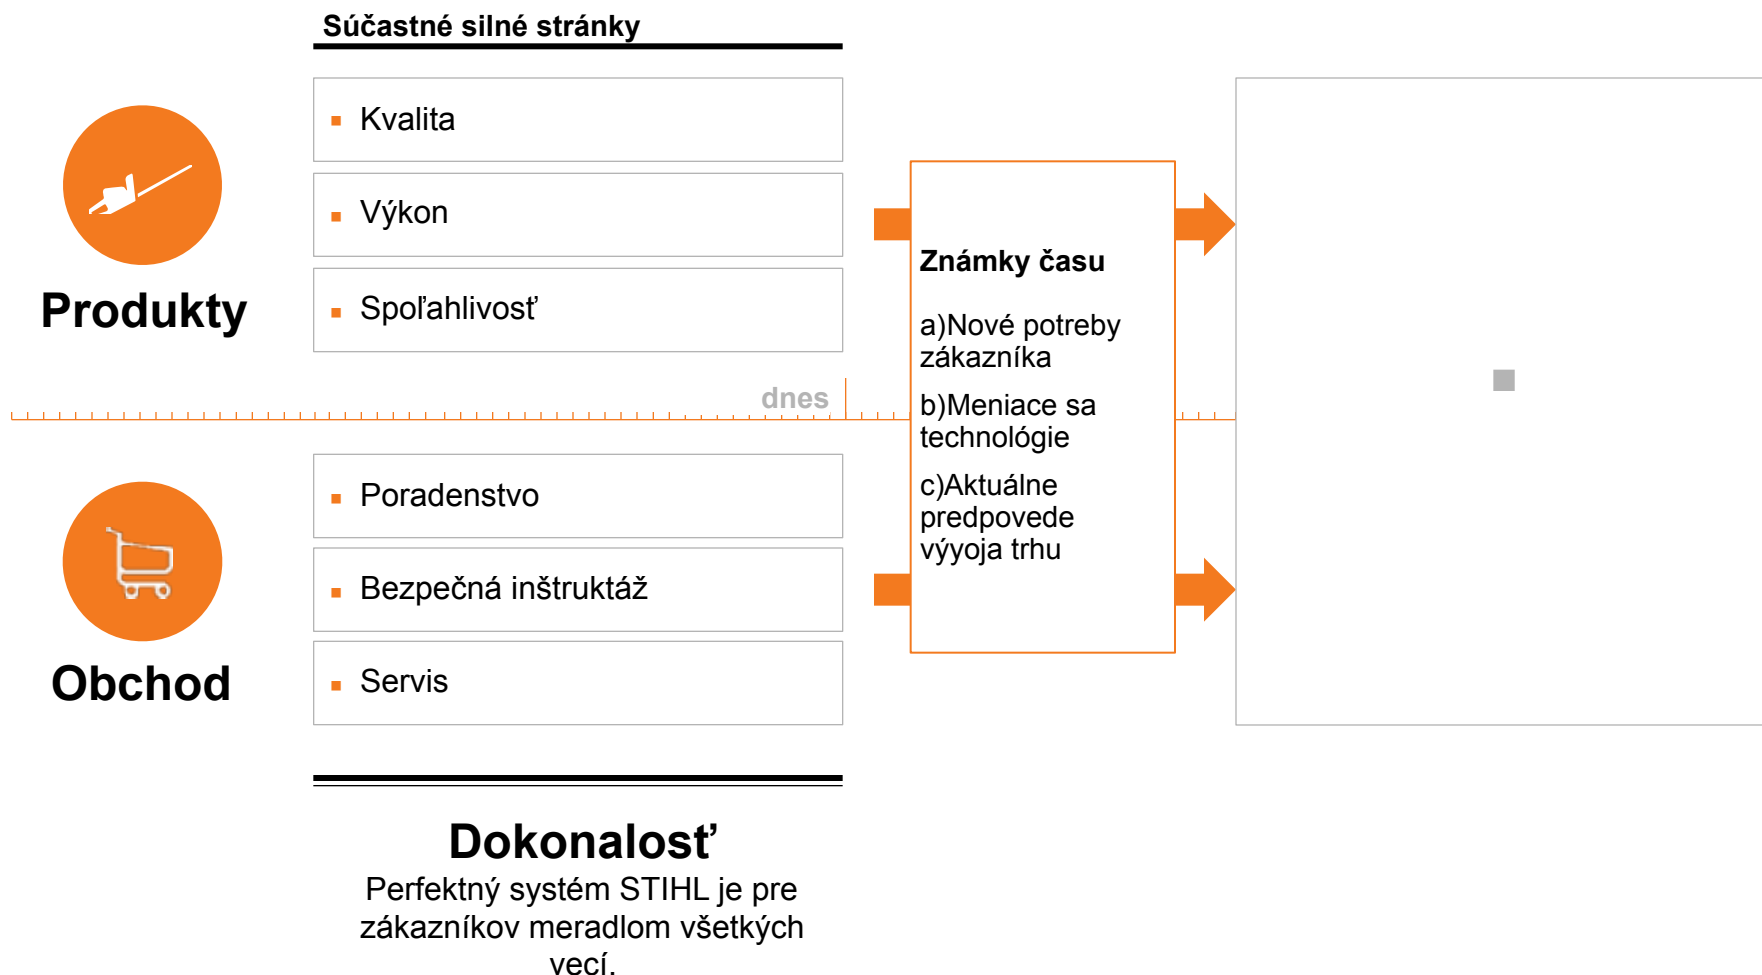 Súčastné silné stránky
Kvalita
Výkon
Spoľahlivosť
Produkty
dnes
Známky času
a)Nové potreby
zákazníka
b)Meniace sa
technológie
c)Aktuálne
predpovede
výyoja trhu
Poradenstvo
Bezpečná inštruktáž
Servis
Obchod
Dokonalosť
Perfektný systém STIHL je pre
zákazníkov meradlom všetkých
vecí.